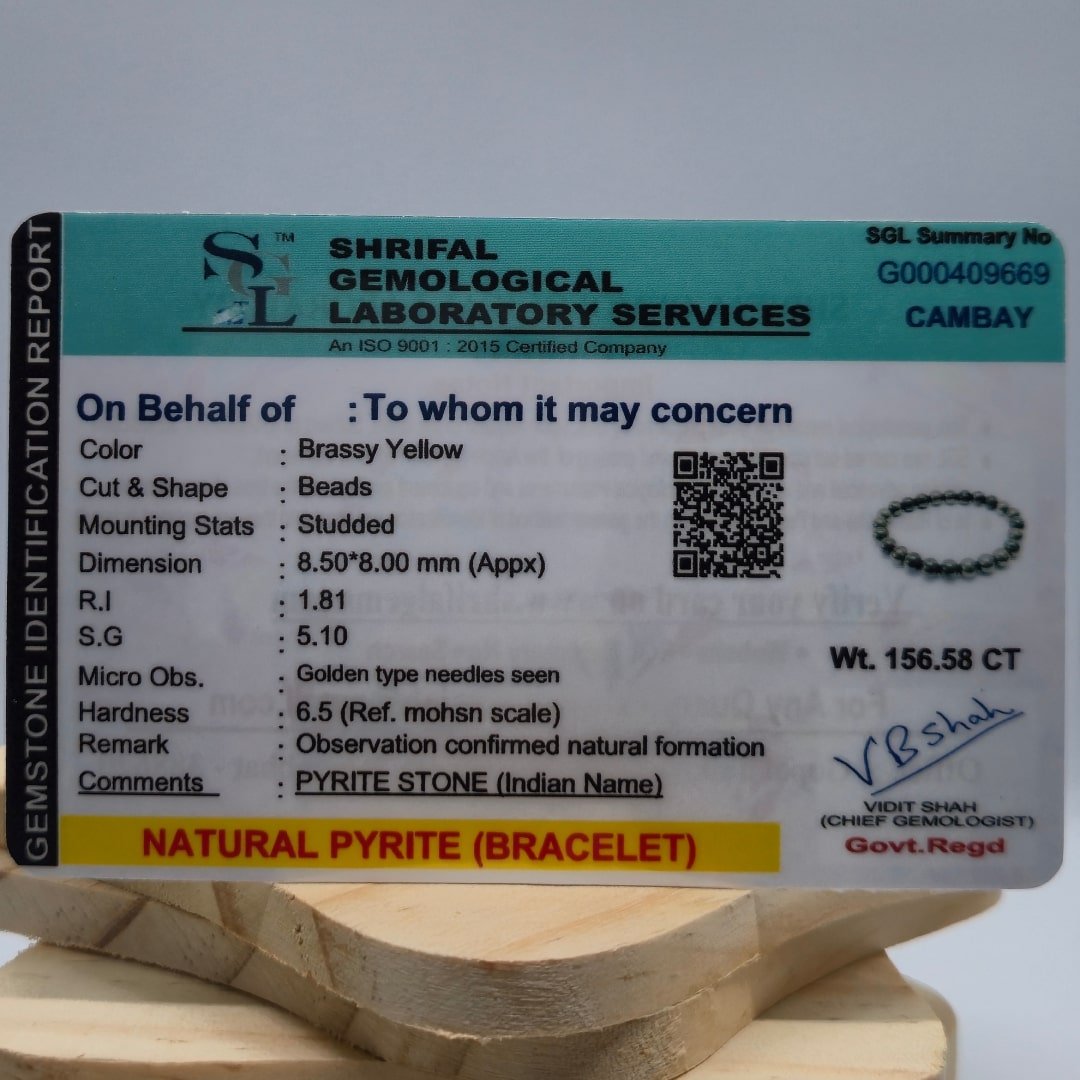 GEMSTONE IDENTIFICATION REPORT
SGL
TM
SHRIFAL
GEMOLOGICAL
LABORATORY SERVICES
An ISO 9001 : 2015 Certified Company
SGL Summary No
G000409669
CAMBAY
On Behalf of : To whom it may concern
Color : Brassy Yellow
Cut & Shape : Beads
Mounting Stats : Studded
Dimension : 8.50*8.00 mm (Appx)
R.I : 1.81
S.G : 5.10
Micro Obs. : Golden type needles seen
Hardness : 6.5 (Ref. mohsn scale)
Remark : Observation confirmed natural formation
Comments : PYRITE STONE (Indian Name)
NATURAL PYRITE (BRACELET)
Wt. 156.58 CT
VBshah
VIDIT SHAH
(CHIEF GEMOLOGIST)
Govt.Regd